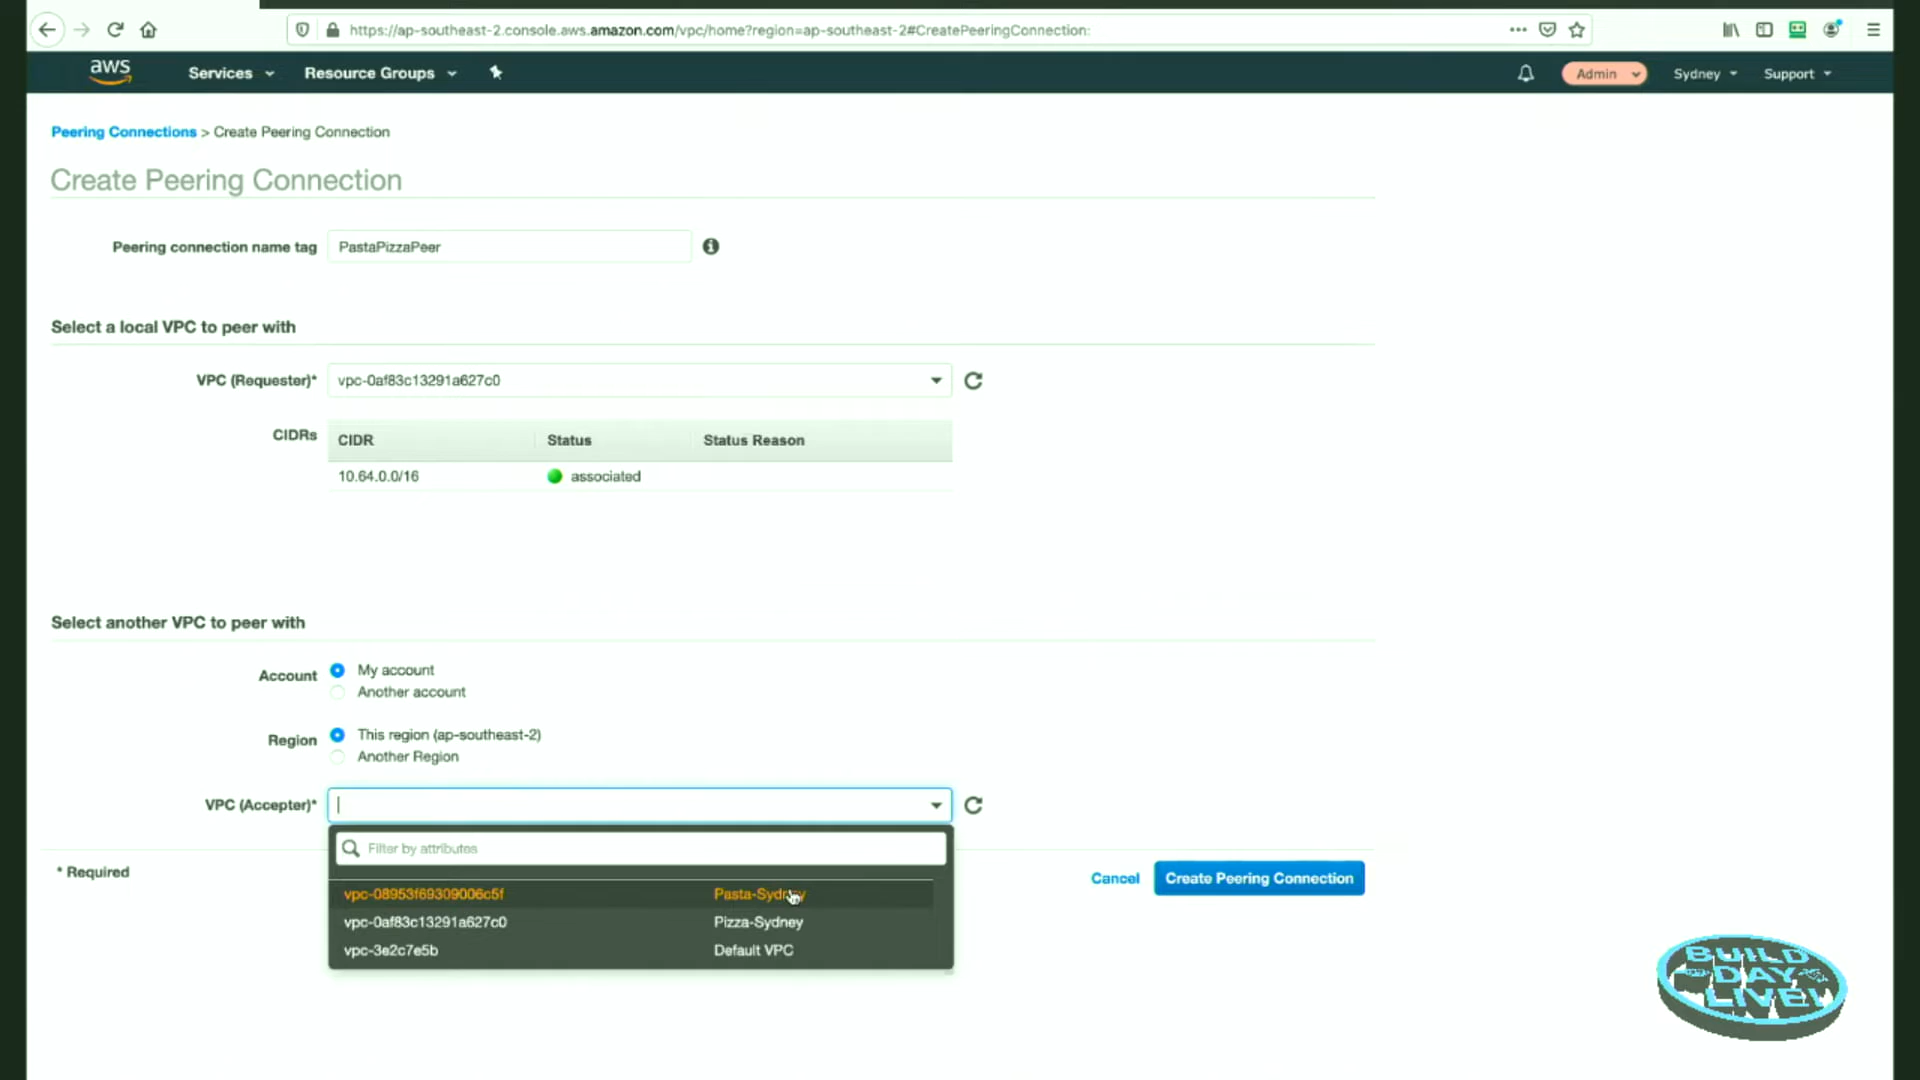 https://ap-southeast-2.console.aws.amazon.com/vpc/home?region=ap-southeast-2#CreatePeeringConnection:
aws Services Resource Groups Admin Sydney Support
Peering Connections > Create Peering Connection
Create Peering Connection
Peering connection name tag PastaPizzaPeer
Select a local VPC to peer with
VPC (Requester)* vpc-0af83c13291a627c0
CIDRs CIDR Status Status Reason
10.64.0.0/16 associated
Select another VPC to peer with
Account My account
Another account
Region This region (ap-southeast-2)
Another Region
VPC (Accepter)*
Filter by attributes
* Required Cancel Create Peering Connection
vpc-08953f69309006c5f Pasta-Sydney
vpc-0af83c13291a627c0 Pizza-Sydney
vpc-3e2c7e5b Default VPC
BUILD
DAY
LIVE!